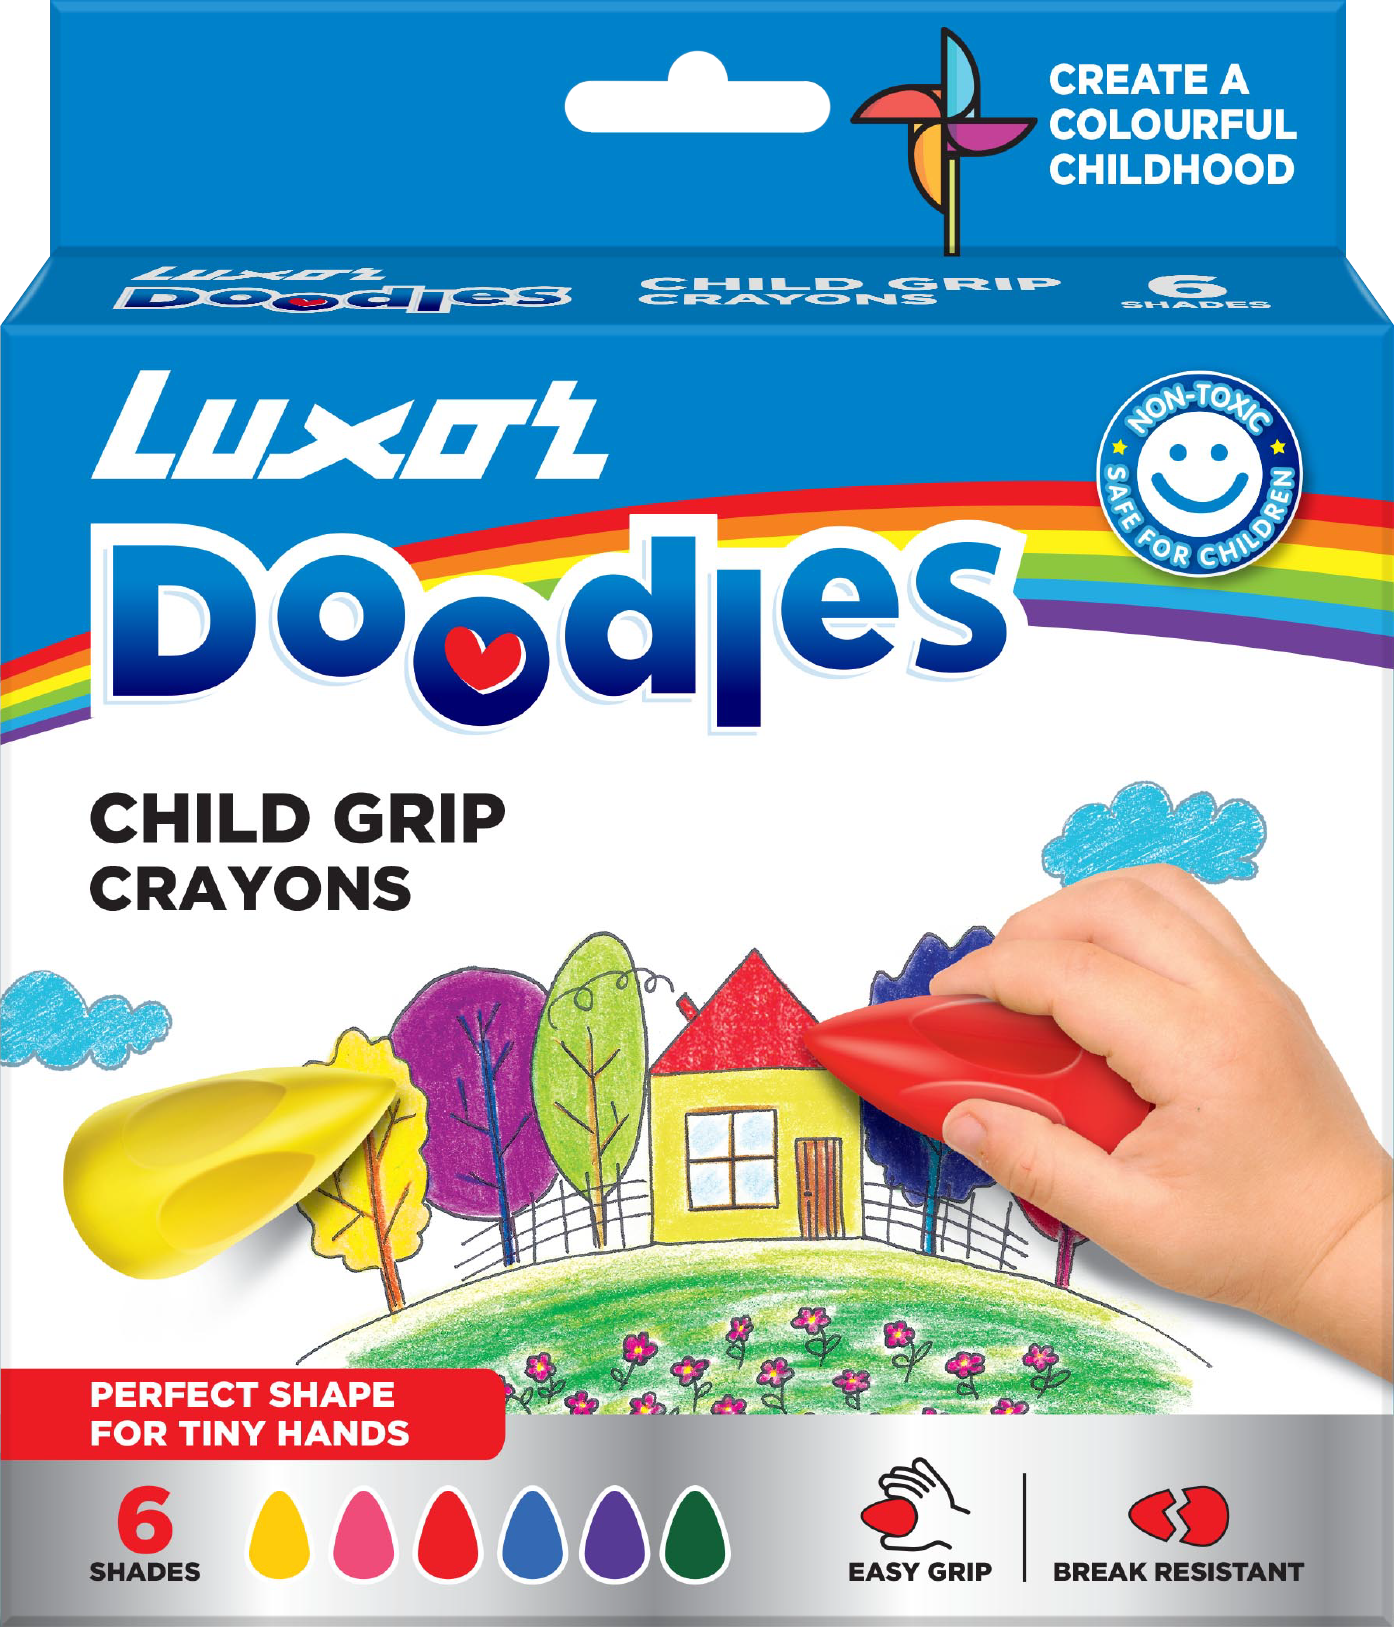 CREATE A
COLOURFUL
CHILDHOOD
Luxor
Doodles
CHILD GRIP
CRAYONS
6
SHADES
Luxor
NON-TOXIC
SAFE FOR CHILDREN
Doodles
CHILD GRIP
CRAYONS
PERFECT SHAPE
FOR TINY HANDS
6
SHADES
EASY GRIP
BREAK RESISTANT